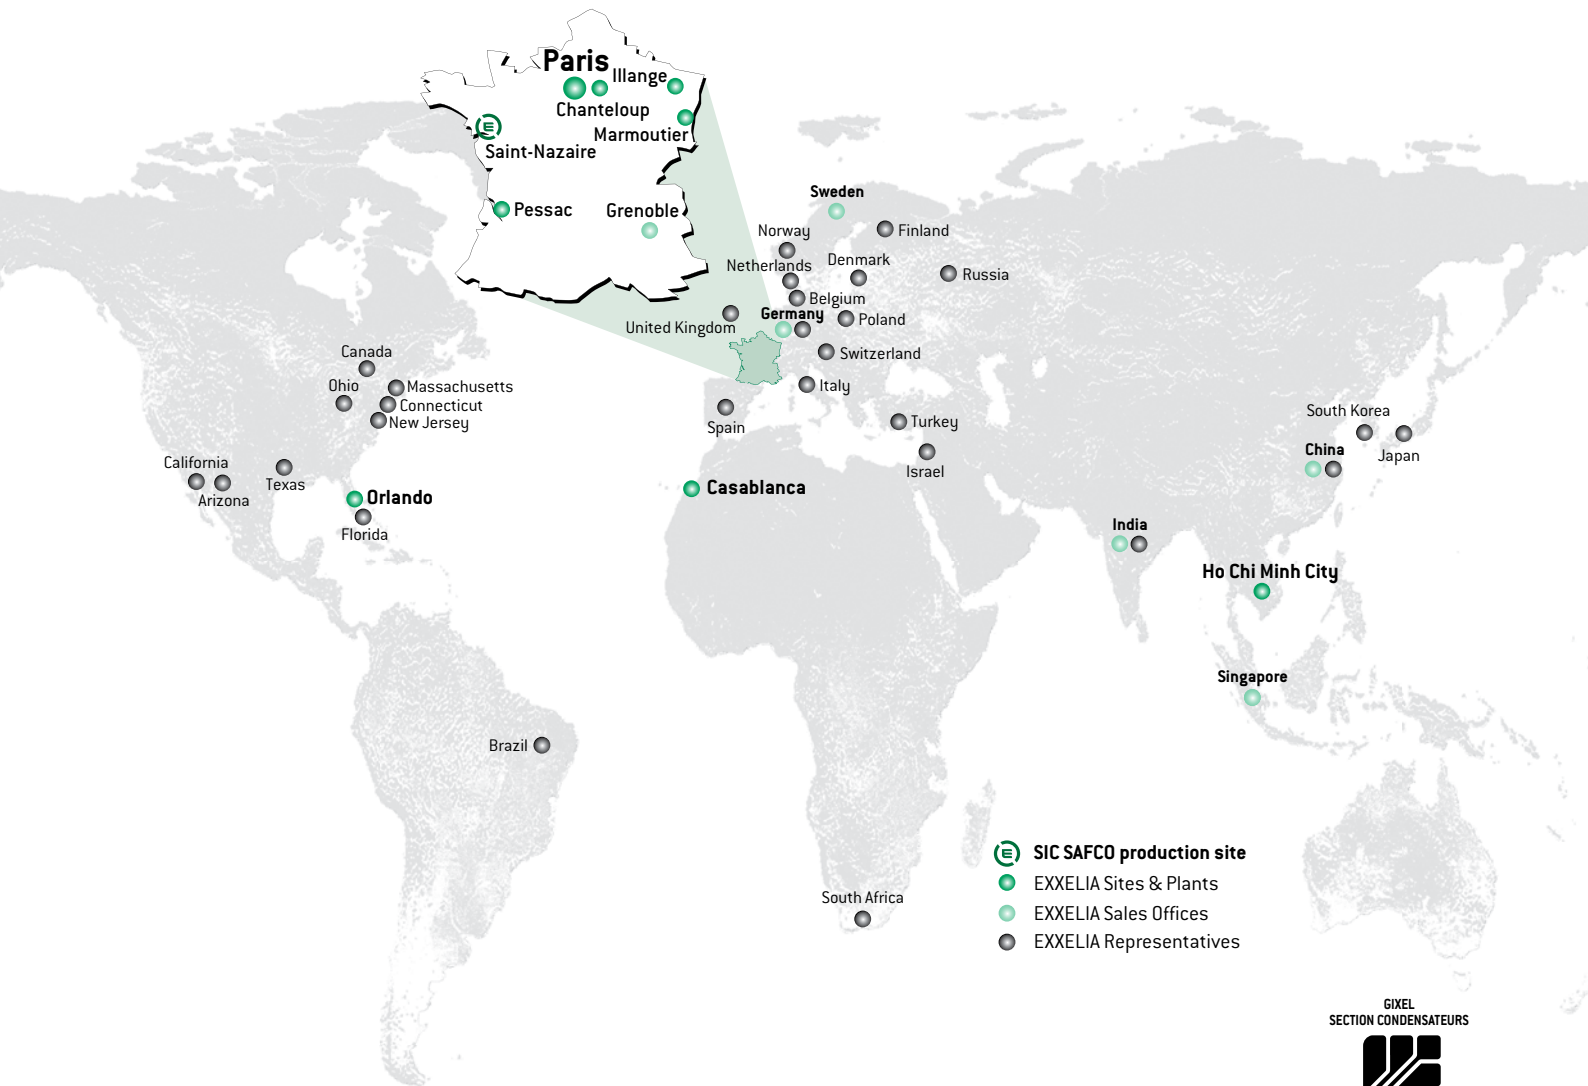 Paris
Illange
Chanteloup
Marmoutier
Saint-Nazaire
Pessac
Grenoble
Sweden
Norway
Finland
Netherlands
Denmark
Russia
Belgium
Germany
Poland
United Kingdom
Switzerland
Italy
Spain
Turkey
Israel
Canada
Ohio
Massachusetts
Connecticut
New Jersey
California
Arizona
Texas
Orlando
Florida
Casablanca
South Korea
Japan
China
India
Ho Chi Minh City
Singapore
Brazil
South Africa
SIC SAFCO production site
EXXELIA Sites & Plants
EXXELIA Sales Offices
EXXELIA Representatives
GIXEL
SECTION CONDENSATEURS